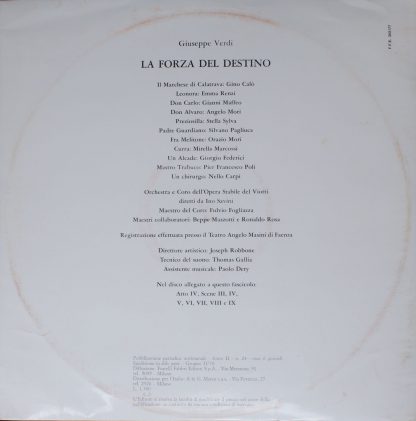 Giuseppe Verdi
LA FORZA DEL DESTINO
Il Marchese di Calatrava: Gino Calò
Leonora: Emma Renzi
Don Carlo: Gianni Maffeo
Don Alvaro: Angelo Mori
Preziosilla: Stella Sylva
Padre Guardiano: Silvano Pagliuca
Fra Melitone: Orazio Mori
Curra: Mirella Marcossi
Un Alcade: Giorgio Federici
Mastro Trabuco: Pier Francesco Poli
Un chirurgo: Nello Carpi
Orchestra e Coro dell'Opera Stabile del Viotti
diretti da Ino Savini
Maestro del Coro: Fulvio Fogliazza
Maestri collaboratori: Beppe Mazzotti e Ronaldo Rosa
Registrazione effettuata presso il Teatro Angelo Masini di Faenza
Direttore artistico: Joseph Robbone
Tecnico del suono: Thomas Gallia
Assistente musicale: Paolo Dery
Nel disco allegato a questo fascicolo
Atto IV, Scene III, IV,
V, VI, VII, VIII e IX
Pubblicazione periodica settimanale